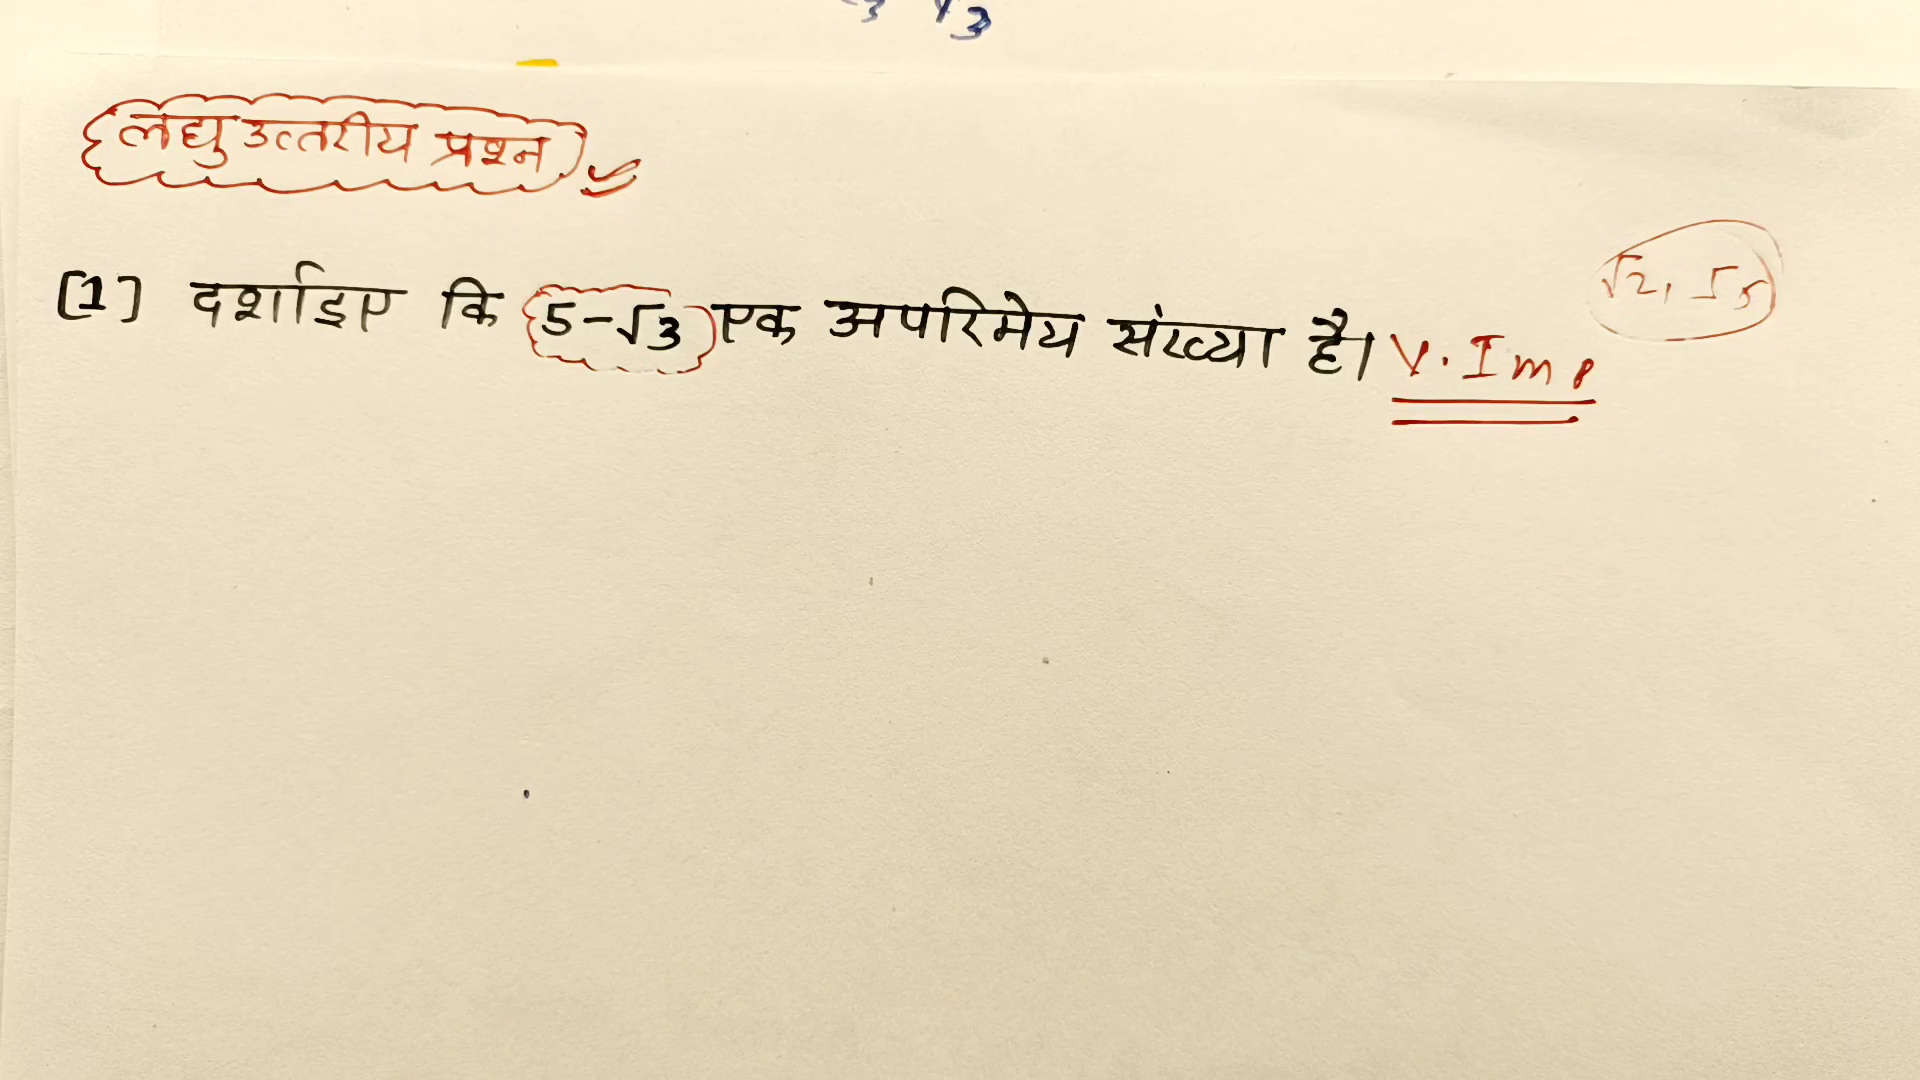 लघु उत्तरीय प्रश्न
√2, √5
(1) दर्शाइए कि 5-√3 एक अपरिमेय संख्या है। V. Imp